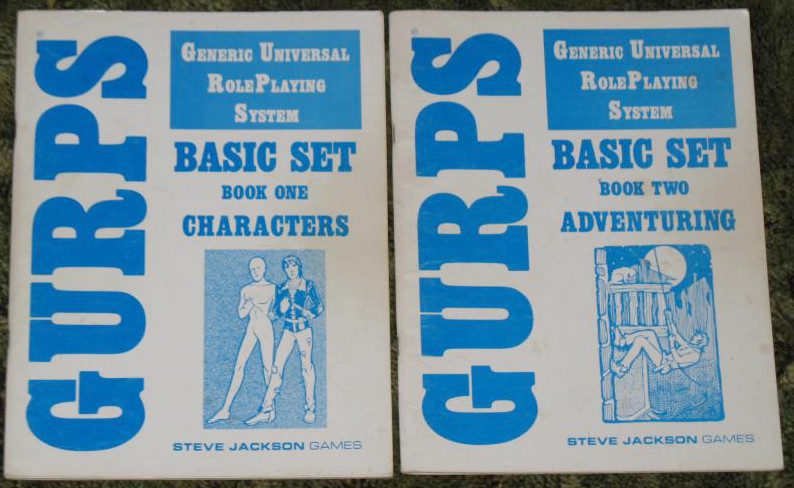 GURPS
Generic Universal
RolePlaying
System
BASIC SET
BOOK ONE
CHARACTERS
STEVE JACKSON GAMES
GURPS
Generic Universal
RolePlaying
System
BASIC SET
BOOK TWO
ADVENTURING
STEVE JACKSON GAMES